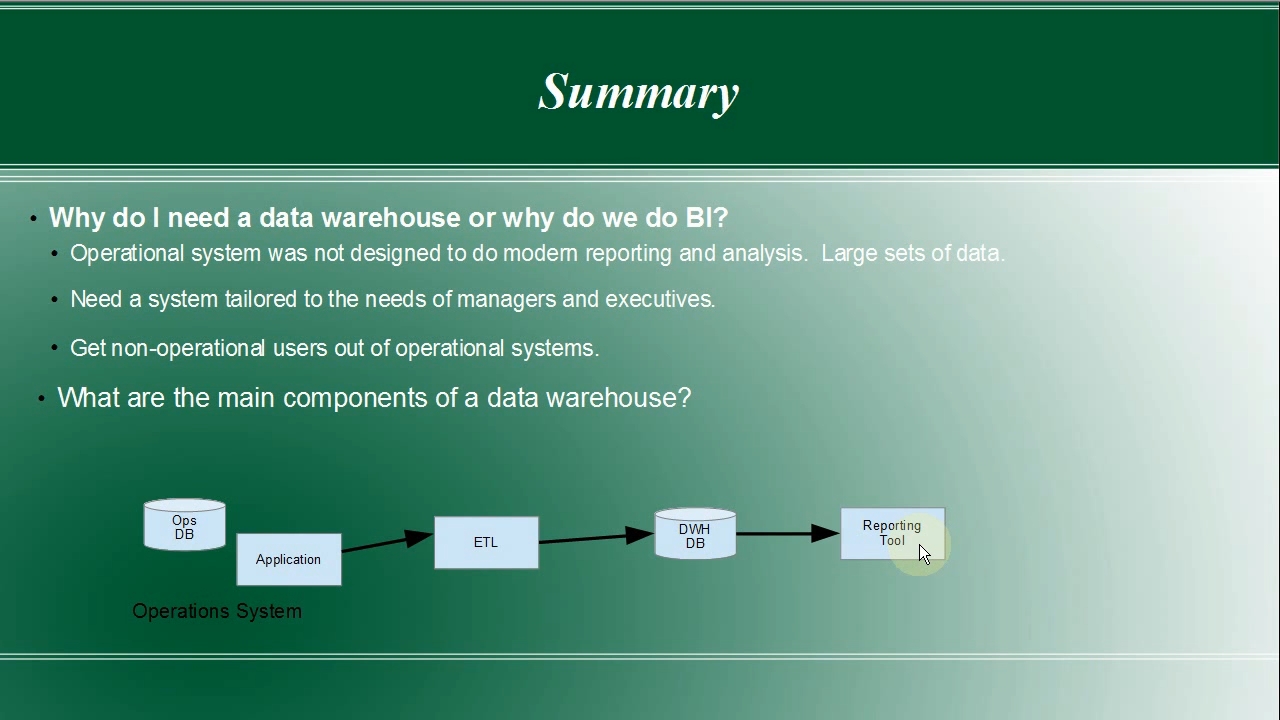 Summary
• Why do I need a data warehouse or why do we do BI?
• Operational system was not designed to do modern reporting and analysis.  Large sets of data.
• Need a system tailored to the needs of managers and executives.
• Get non-operational users out of operational systems.
• What are the main components of a data warehouse?
Ops
DB
Application
ETL
DWH
DB
Reporting
Tool
Operations System